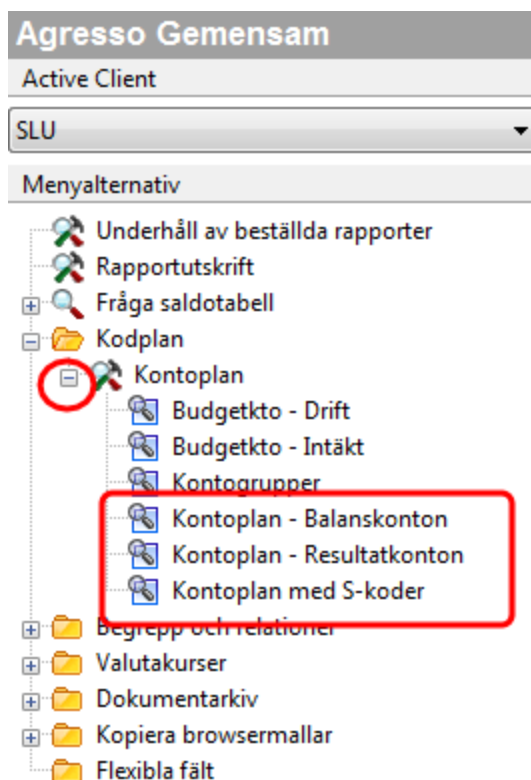 Agresso Gemensam
Active Client
SLU
Menyalternativ
Underhåll av beställda rapporter
Rapportutskrift
Fråga saldotabell
Kodplan
Kontoplan
Budgetkto - Drift
Budgetkto - Intäkt
Kontogrupper
Kontoplan - Balanskonton
Kontoplan - Resultatkonton
Kontoplan med S-koder
Begrepp och relationer
Valutakurser
Dokumentarkiv
Kopiera browsermallar
Flexibla fält